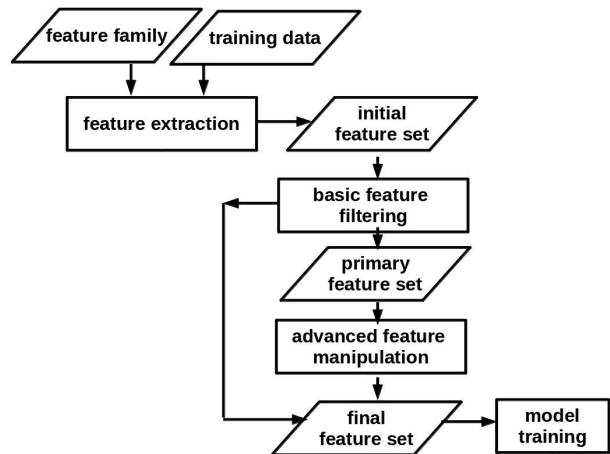 feature family
training data
feature extraction
initial
feature set
basic feature
filtering
primary
feature set
advanced feature
manipulation
final
feature set
model
training